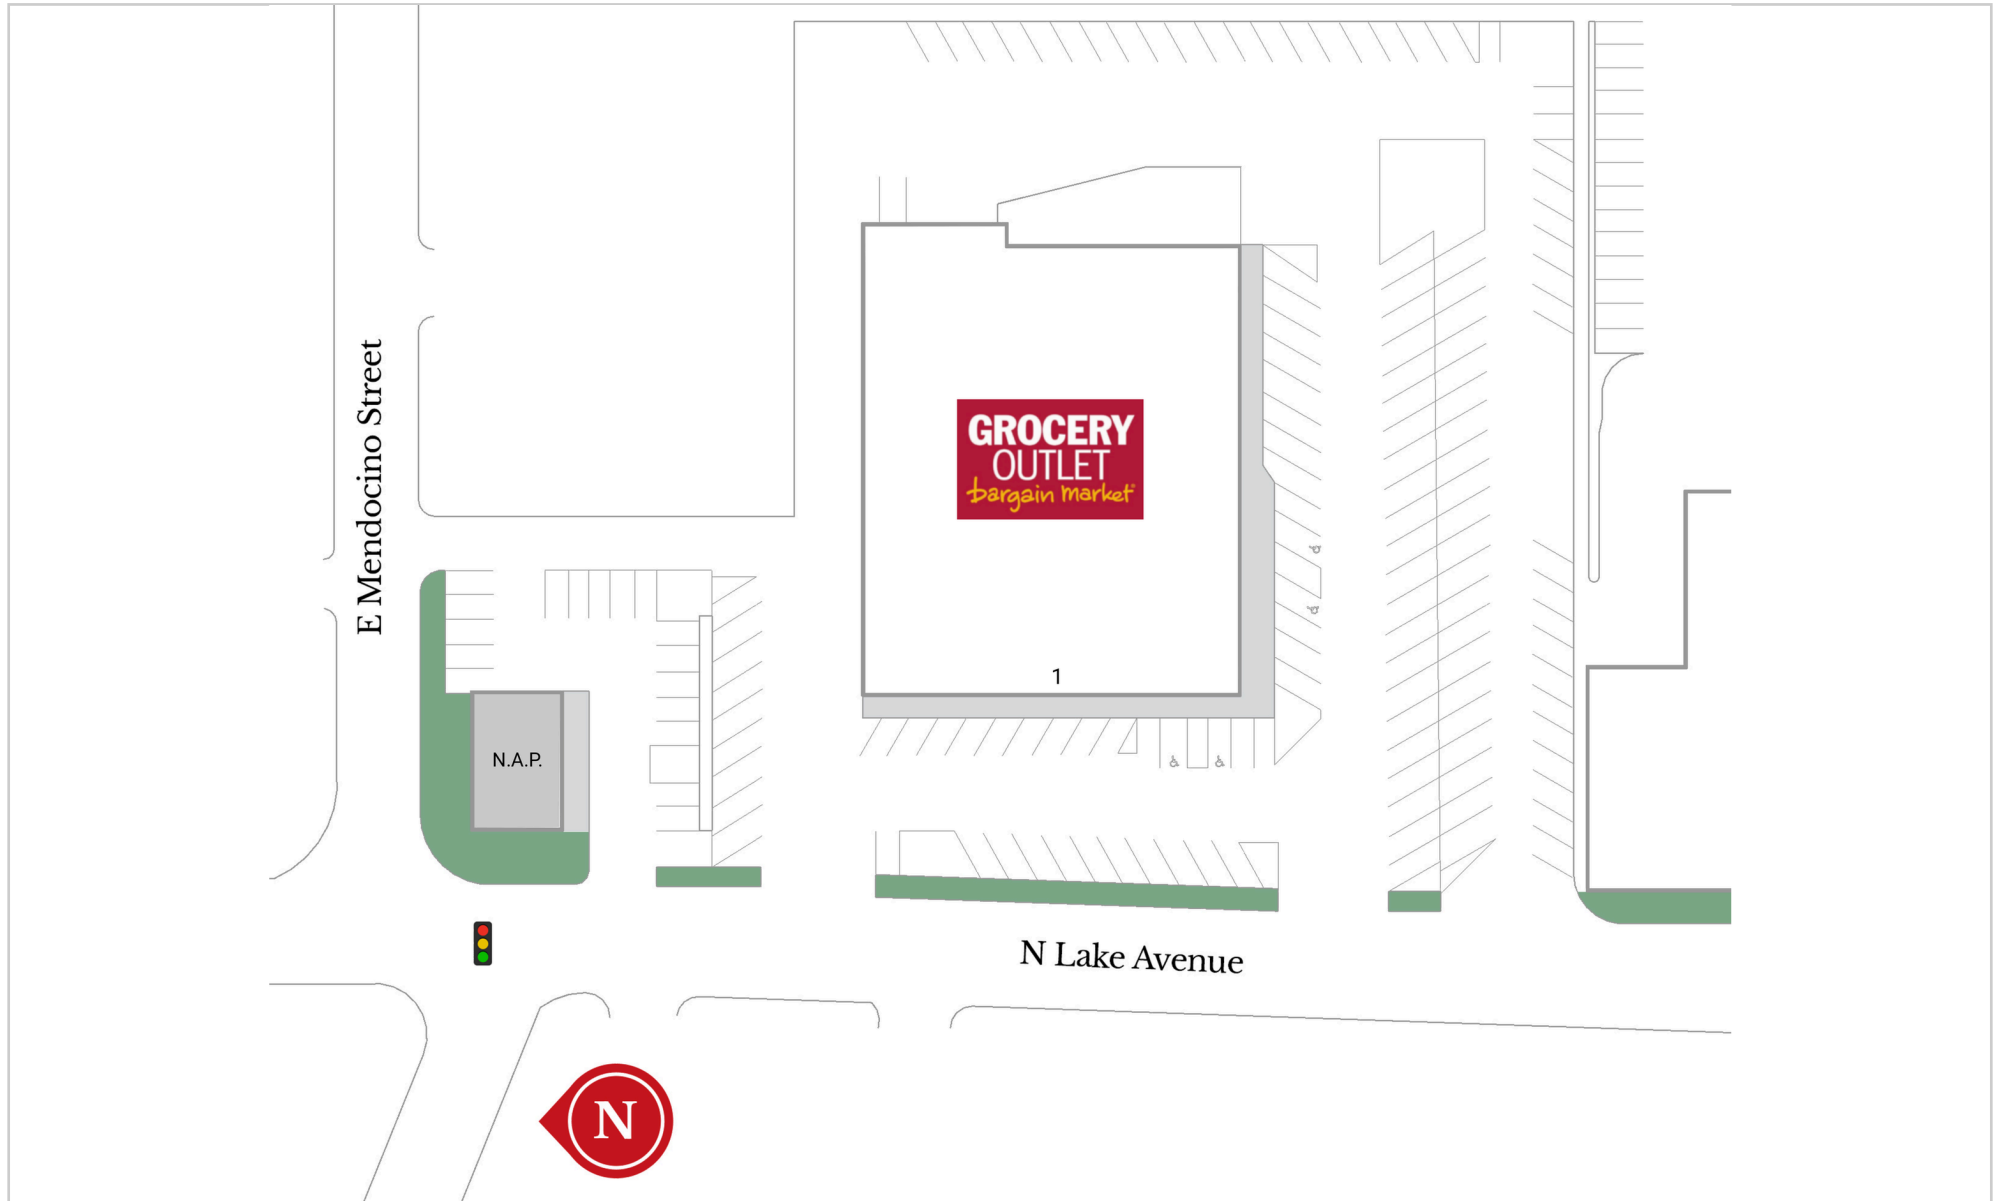 E Mendocino Street
GROCERY
OUTLET
bargain market
1
N.A.P.
N Lake Avenue
N